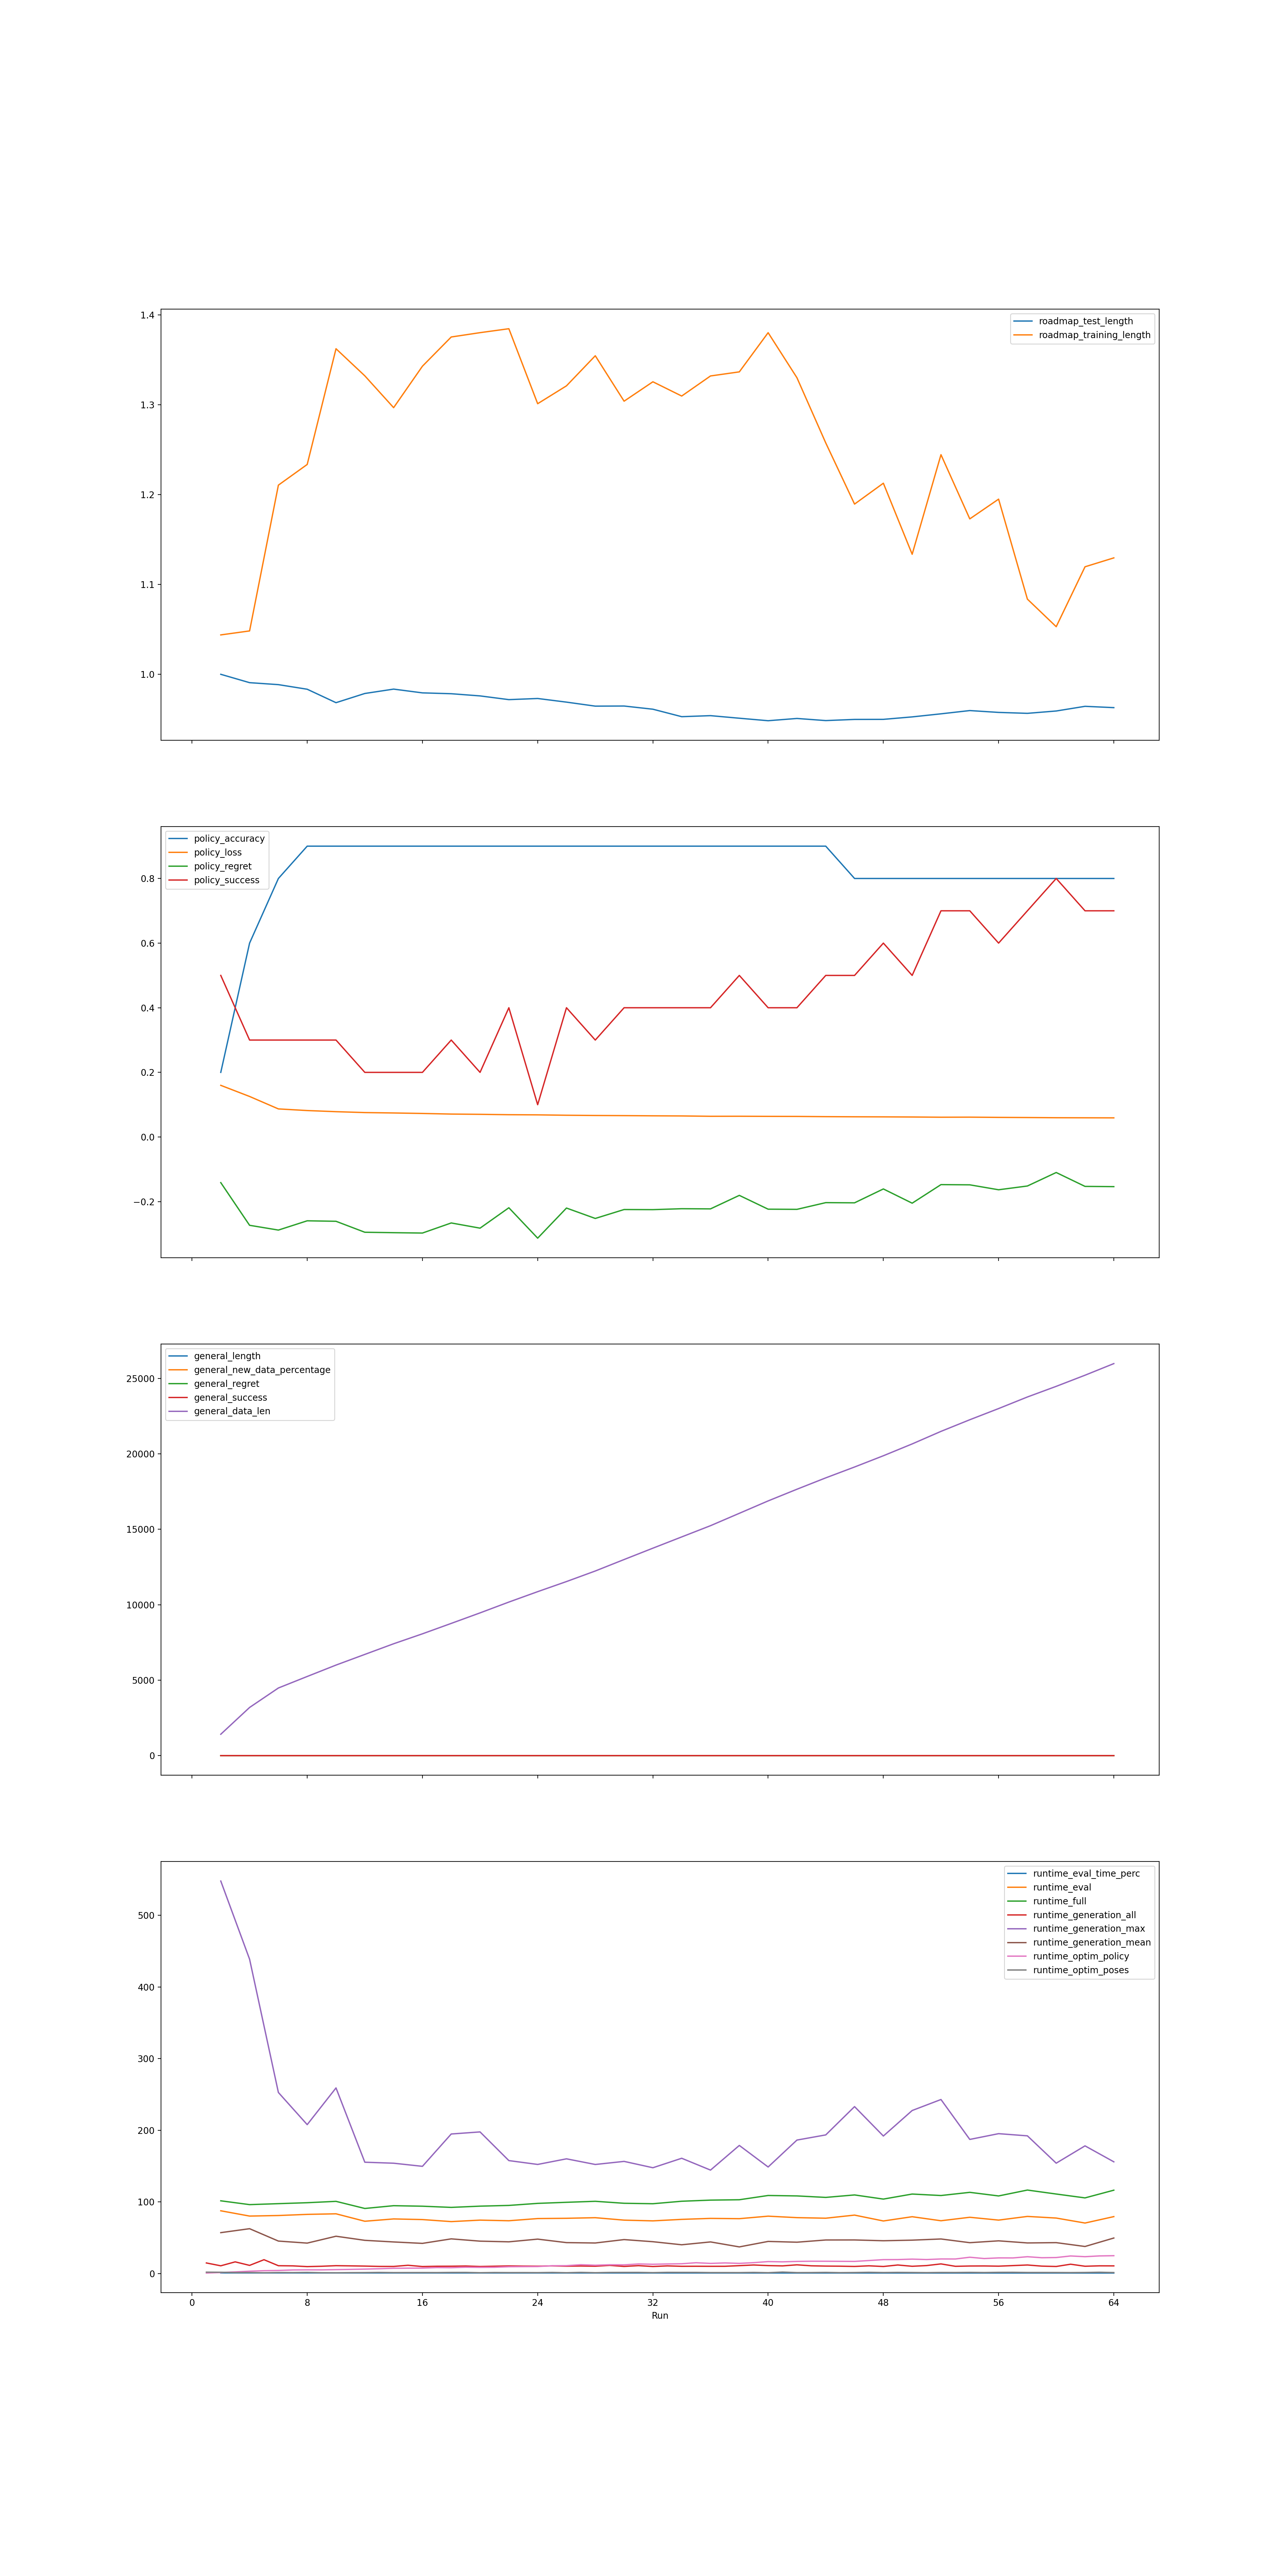 1.4
1.3
1.2
1.1
1.0
roadmap_test_length
roadmap_training_length
0.8
0.6
0.4
0.2
0.0
−0.2
policy_accuracy
policy_loss
policy_regret
policy_success
25000
20000
15000
10000
5000
0
general_length
general_new_data_percentage
general_regret
general_success
general_data_len
500
400
300
200
100
0
runtime_eval_time_perc
runtime_eval
runtime_full
runtime_generation_all
runtime_generation_max
runtime_generation_mean
runtime_optim_policy
runtime_optim_poses
0 8 16 24 32 40 48 56 64
Run